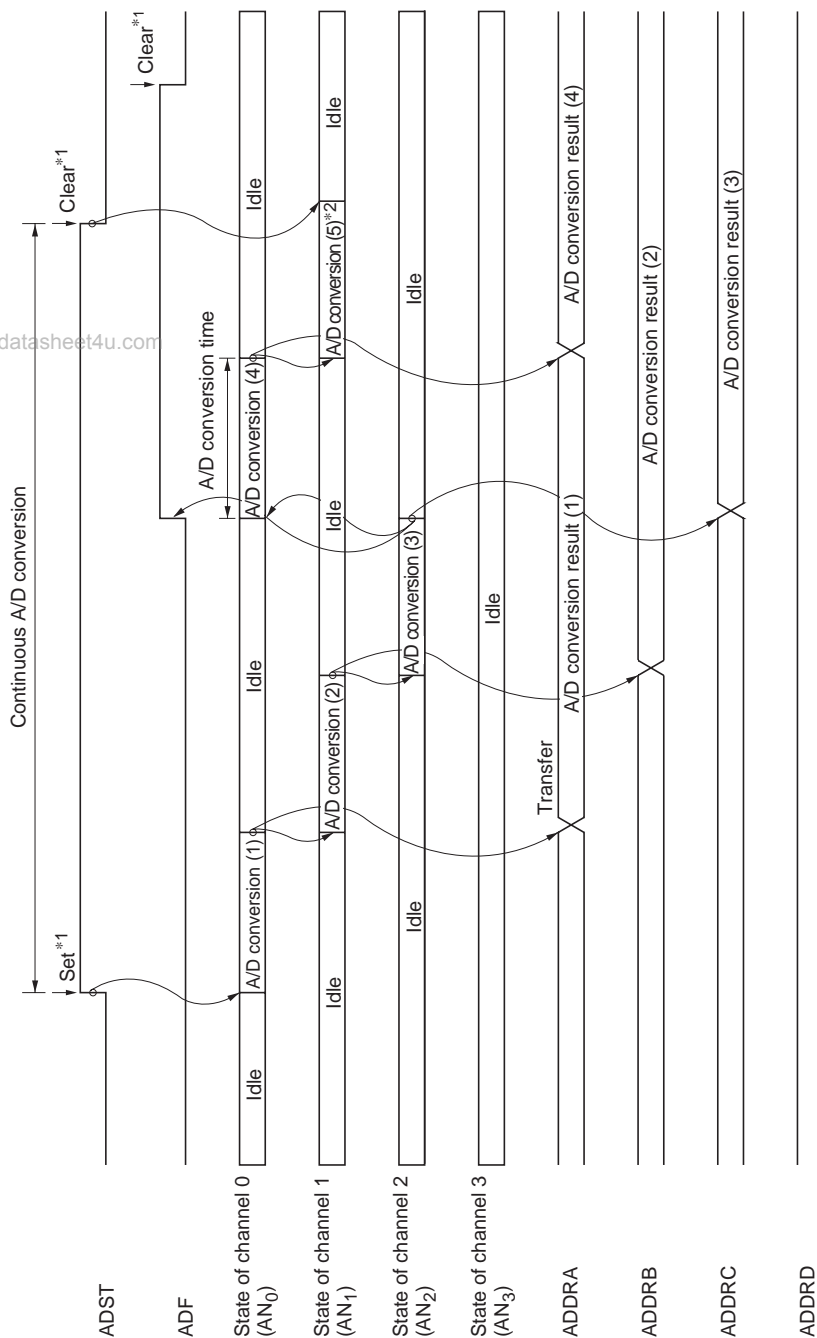 Continuous A/D conversion
Set*1
Clear*1
Clear*1
ADST
ADF
A/D conversion time
State of channel 0
(AN0)
Idle
A/D conversion (1)
Idle
A/D conversion (4)
Idle
State of channel 1
(AN1)
Idle
A/D conversion (2)
Idle
A/D conversion (5)*2
Idle
State of channel 2
(AN2)
Idle
A/D conversion (3)
Idle
State of channel 3
(AN3)
Idle
Transfer
ADDRA
A/D conversion result (1)
A/D conversion result (4)
ADDRB
A/D conversion result (2)
ADDRC
A/D conversion result (3)
ADDRD
datasheet4u.com